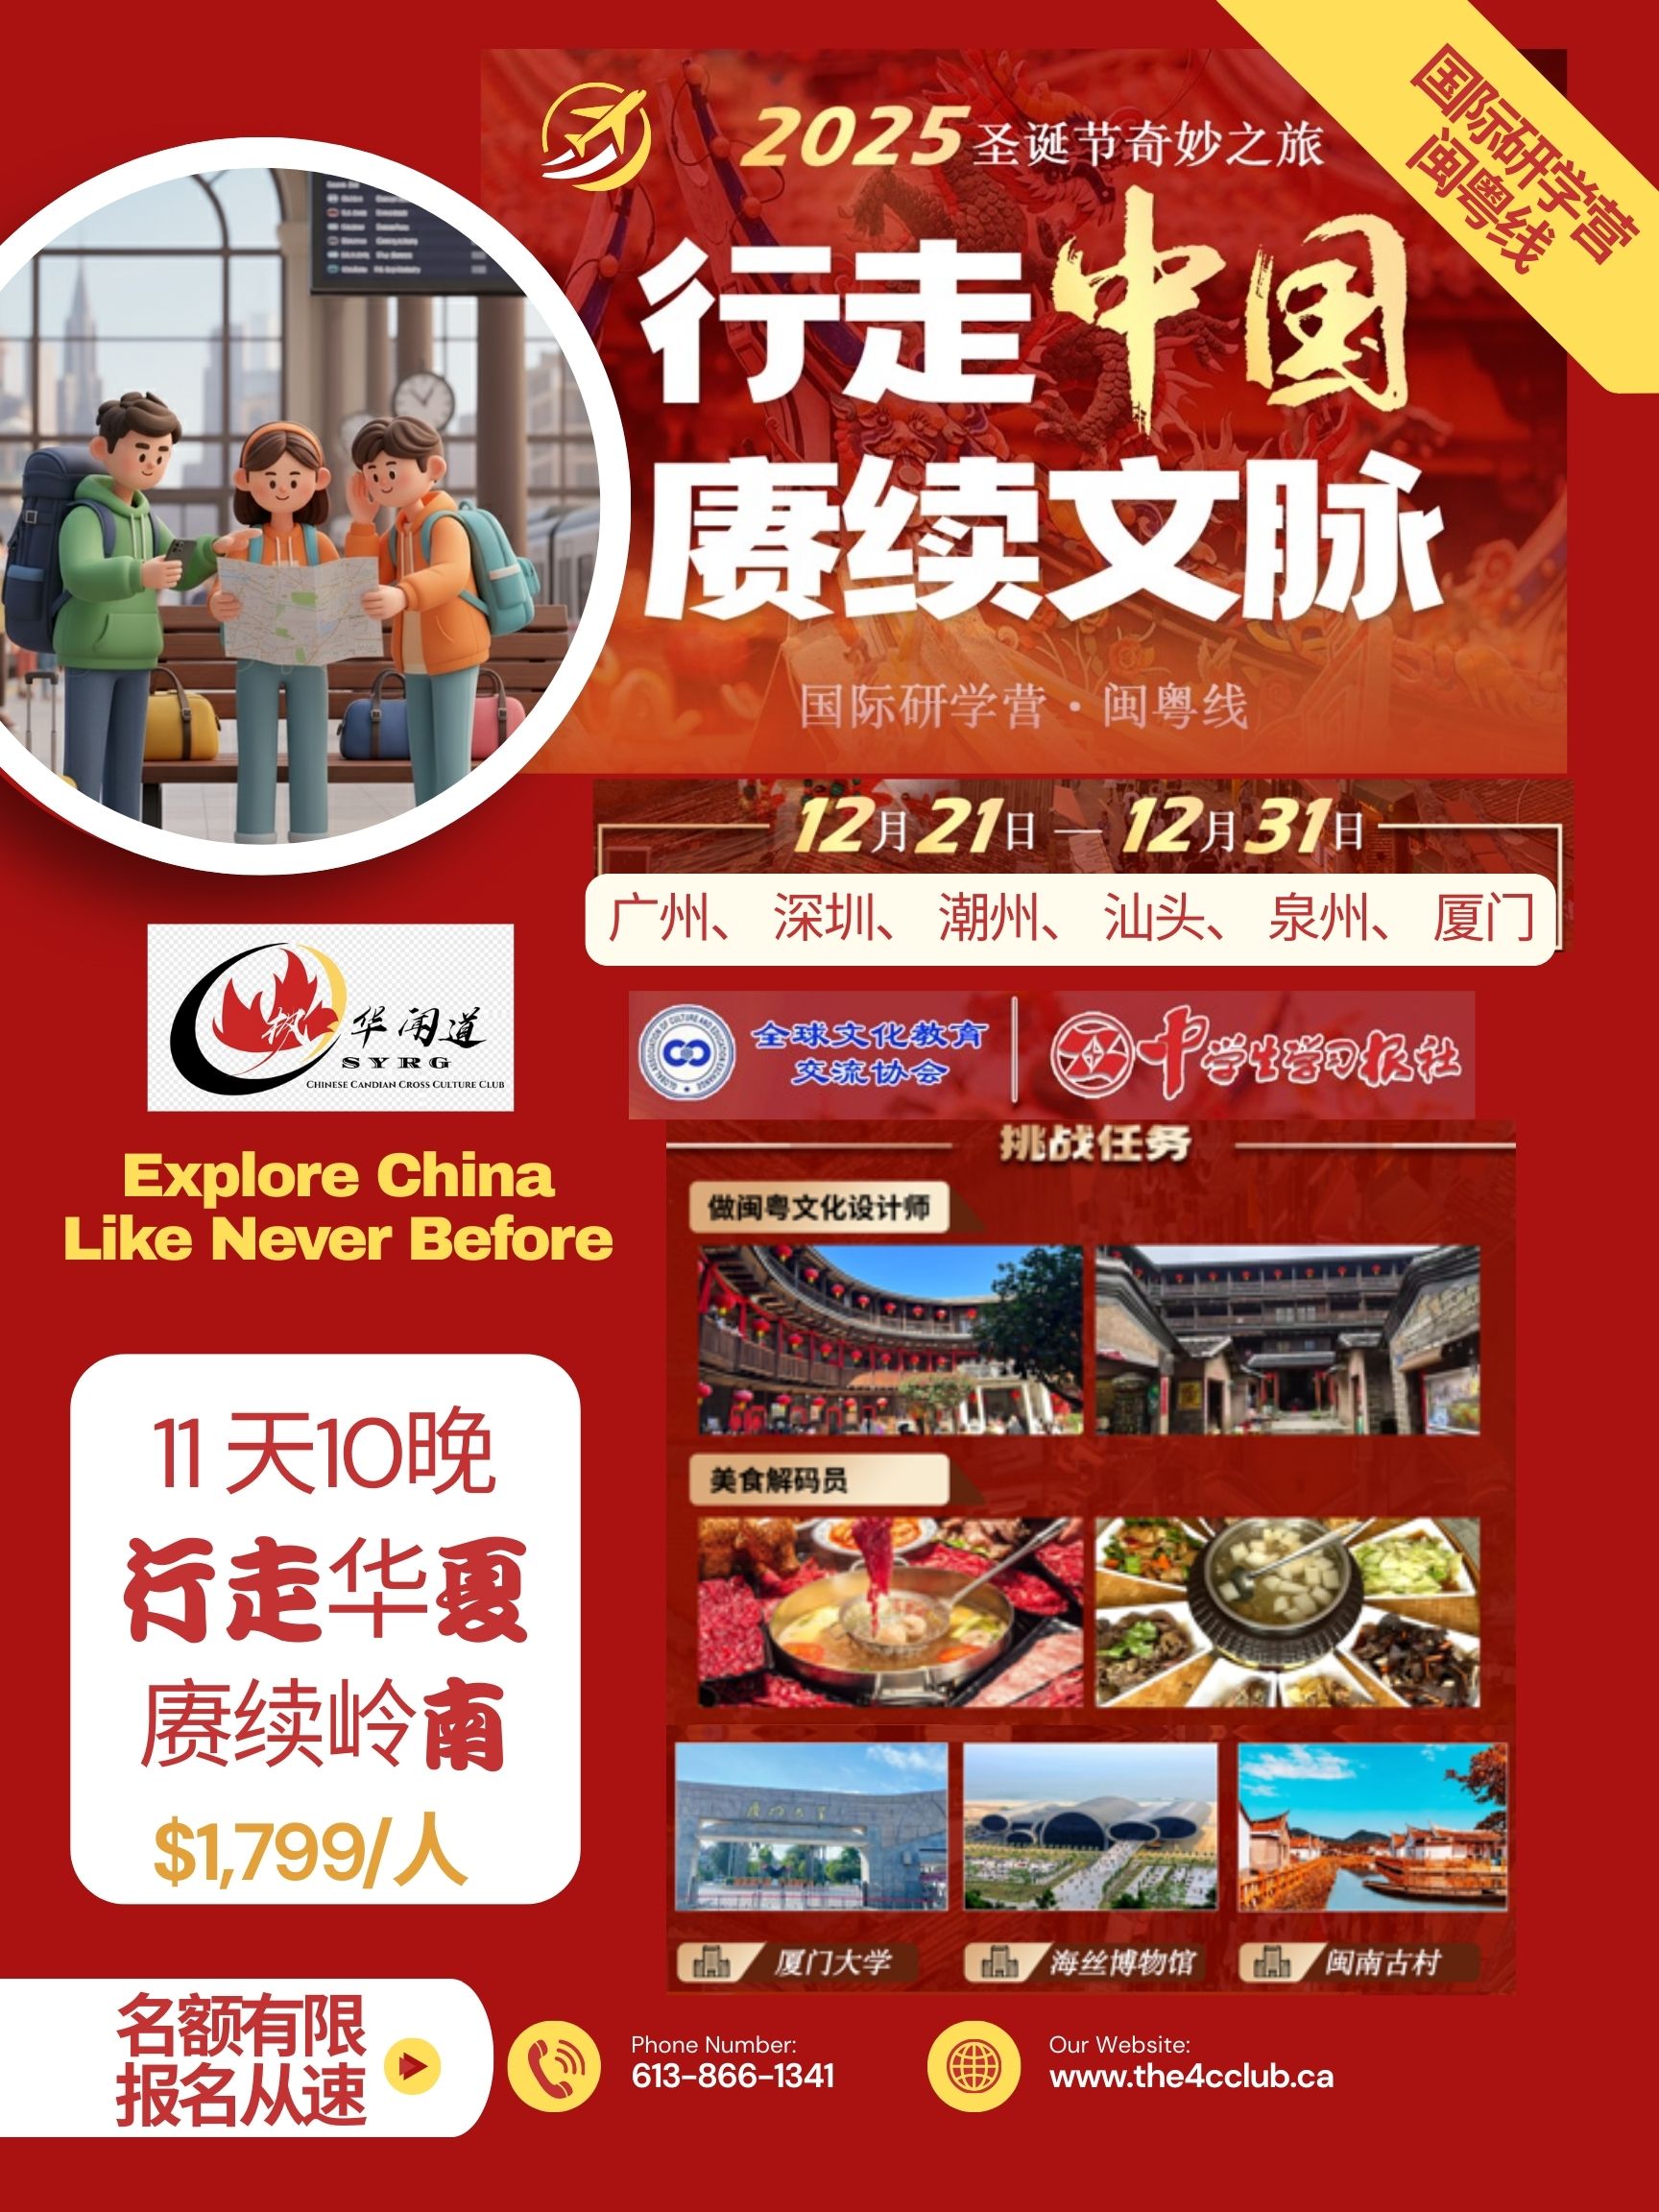 国际研学营
闽粤线
2025圣诞节奇妙之旅
行走中国
赓续文脉
国际研学营·闽粤线
12月21日—12月31日
广州、深圳、潮州、汕头、泉州、厦门
华闻道
SYRG
CHINESE CANDIAN CROSS CULTURE CLUB
全球文化教育
交流协会
中学生学习报社
Explore China
Like Never Before
挑战任务
做闽粤文化设计师
美食解码员
11天10晚
行走华夏
赓续岭南
$1,799/人
厦门大学
厦门大学
海丝博物馆
闽南古村
名额有限
报名从速
Phone Number:
613-866-1341
Our Website:
www.the4cclub.ca